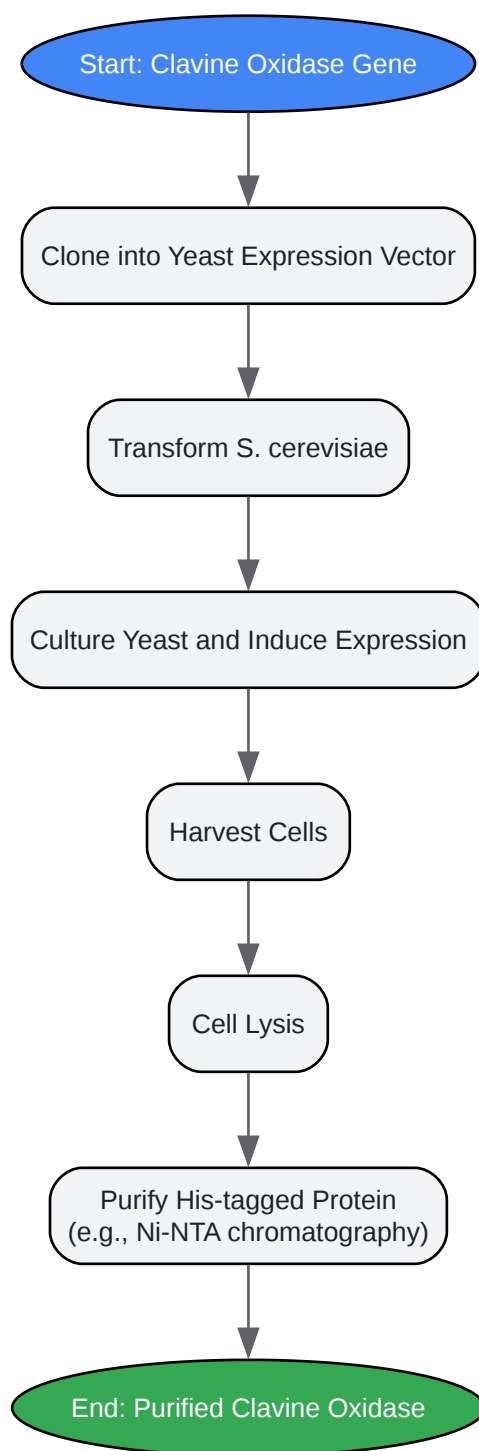 Start: Clavine Oxidase Gene
Clone into Yeast Expression Vector
Transform S. cerevisiae
Culture Yeast and Induce Expression
Harvest Cells
Cell Lysis
Purify His-tagged Protein
(e.g., Ni-NTA chromatography)
End: Purified Clavine Oxidase